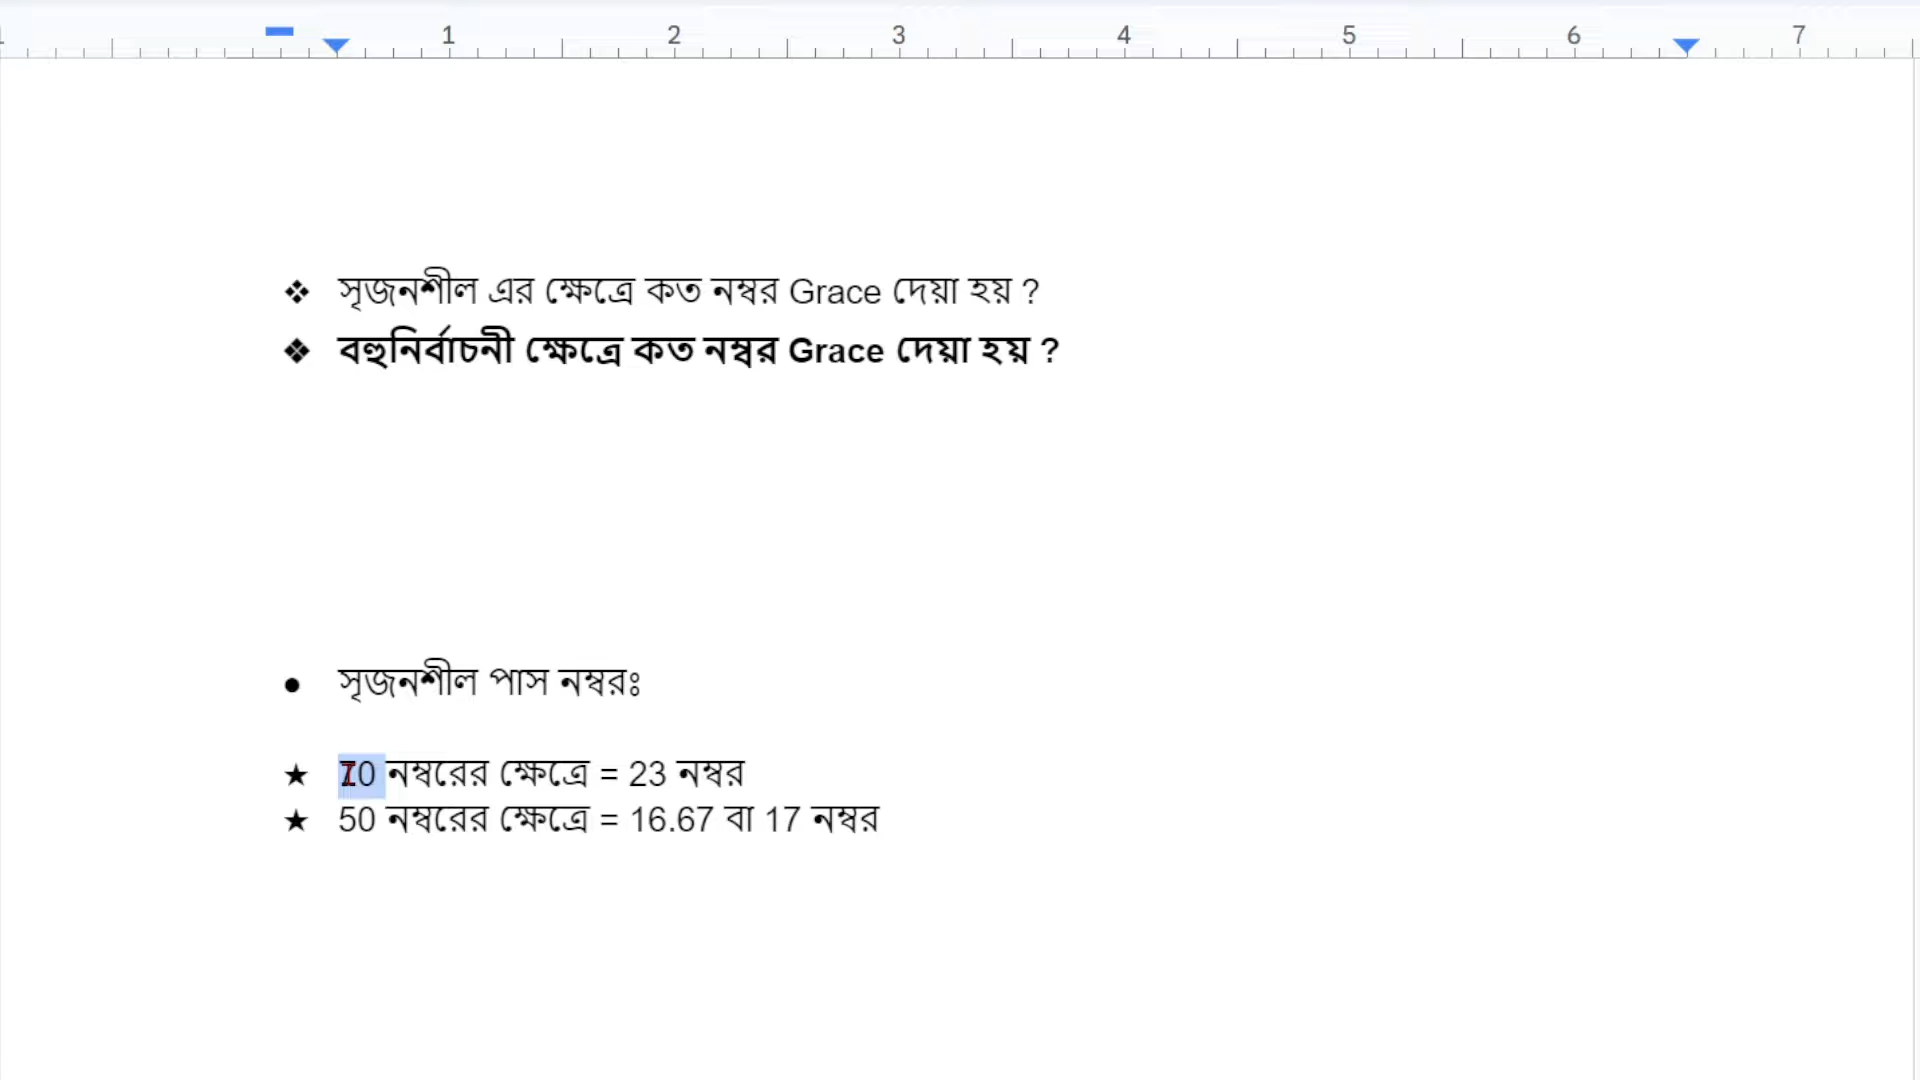 1 2 3 4 5 6 7
❖ সৃজনশীল এর ক্ষেত্রে কত নম্বর Grace দেয়া হয় ?
❖ বহুনির্বাচনী ক্ষেত্রে কত নম্বর Grace দেয়া হয় ?
● সৃজনশীল পাস নম্বরঃ
★ 70 নম্বরের ক্ষেত্রে = 23 নম্বর
★ 50 নম্বরের ক্ষেত্রে = 16.67 বা 17 নম্বর